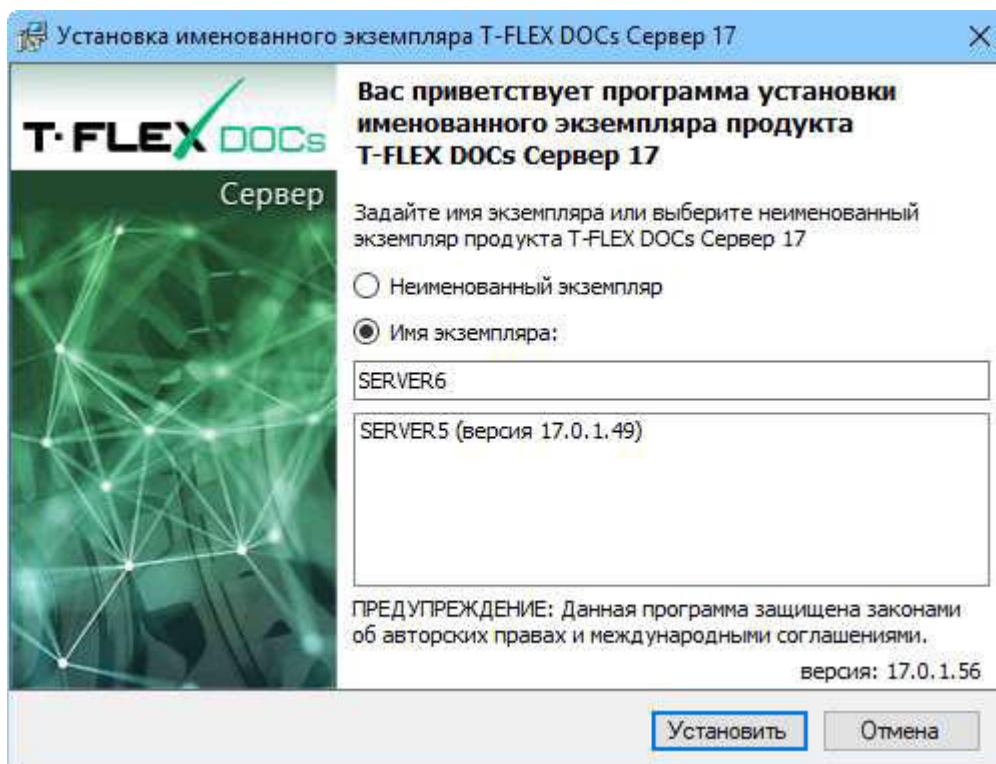 Установка именованного экземпляра T-FLEX DOCs Сервер 17
T-FLEX DOCs
Сервер
Вас приветствует программа установки
именованного экземпляра продукта
T-FLEX DOCs Сервер 17
Задайте имя экземпляра или выберите неименованный
экземпляр продукта T-FLEX DOCs Сервер 17
Неименованный экземпляр
Имя экземпляра:
SERVER6
SERVER5 (версия 17.0.1.49)
ПРЕДУПРЕЖДЕНИЕ: Данная программа защищена законами
об авторских правах и международными соглашениями.
версия: 17.0.1.56
Установить
Отмена